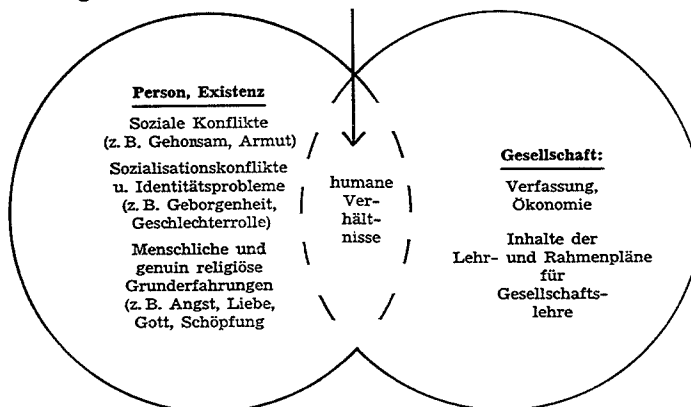 Person, Existenz
Soziale Konflikte
(z. B. Gehonsam, Armut)
Sozialisationskonflikte
u. Identitätsprobleme
(z. B. Geborgenheit,
Geschlechterrolle)
Menschliche und
genuin religiöse
Grunderfahrungen
(z. B. Angst, Liebe,
Gott, Schöpfung
humane
Ver-
hält-
nisse
Gesellschaft:
Verfassung,
Ökonomie
Inhalte der
Lehr- und Rahmenpläne
für
Gesellschafts-
lehre